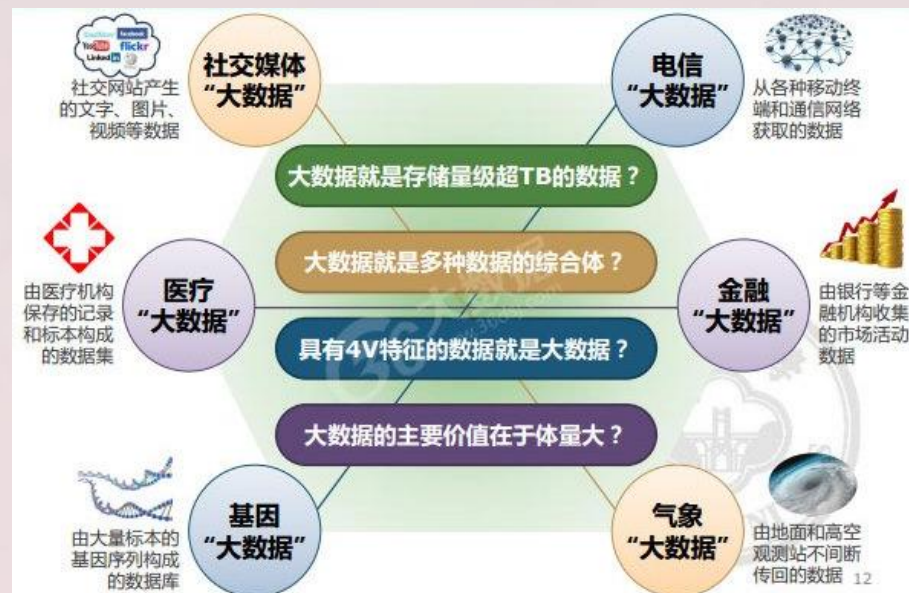 twitter
facebook
YouTube
flickr
Linked in
社交网站产生
的文字、图片、
视频等数据
社交媒体
“大数据”
电信
“大数据”
从各种移动终
端和通信网络
获取的数据
大数据就是存储量级超TB的数据？
大数据就是多种数据的综合体？
由医疗机构
保存的记录
和标本构成
的数据集
医疗
“大数据”
金融
“大数据”
由银行等金
融机构收集
的市场活动
数据
具有4V特征的数据就是大数据？
大数据的主要价值在于体量大？
由大量标本的
基因序列构成
的数据库
基因
“大数据”
气象
“大数据”
由地面和高空
观测站不间断
传回的数据
12